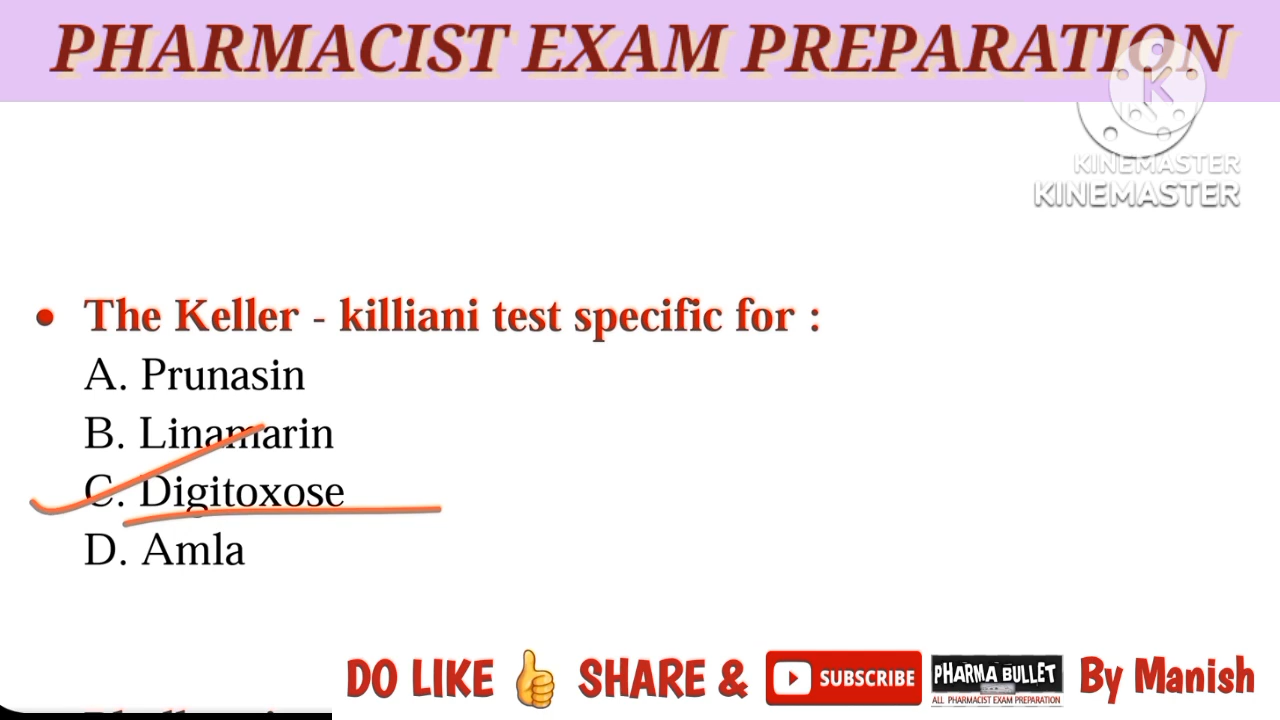 PHARMACIST EXAM PREPARATION
KINEMASTER
KINEMASTER
• The Keller - killiani test specific for :
A. Prunasin
B. Linamarin
C. Digitoxose
D. Amla
DO LIKE 👍 SHARE & SUBSCRIBE PHARMA BULLET By Manish
ALL PHARMACIST EXAM PREPARATION